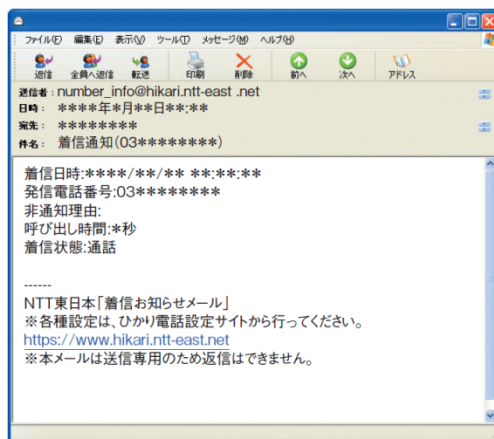 ファイル(F) 編集(E) 表示(V) ツール(T) メッセージ(M) ヘルプ(H)
返信 全員へ返信 転送 印刷 削除 前へ 次へ アドレス
送信者：number_info@hikari.ntt-east .net
日時： ****年*月**日**:**
宛先： ********
件名： 着信通知(03********)
着信日時:****/**/** **:**:**
発信電話番号:03********
非通知理由:
呼び出し時間:*秒
着信状態:通話
------
NTT東日本「着信お知らせメール」
※各種設定は、ひかり電話設定サイトから行ってください。
https://www.hikari.ntt-east.net
※本メールは送信専用のため返信はできません。